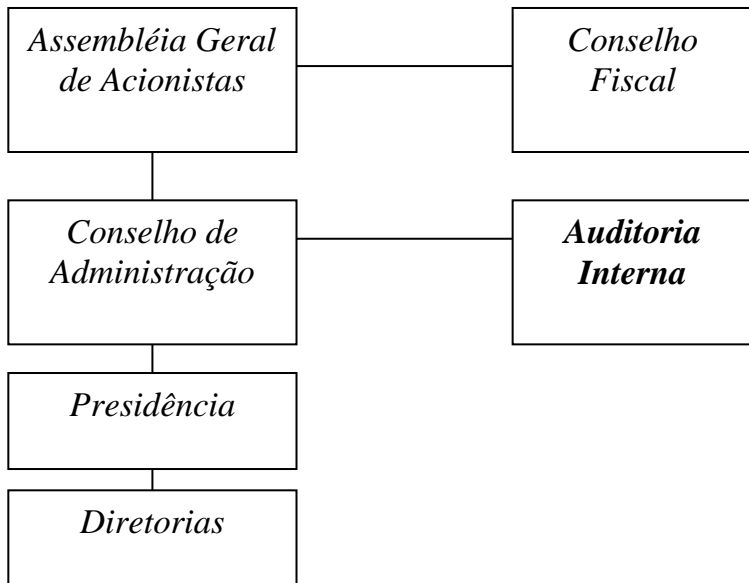 Assembléia Geral
de Acionistas
Conselho
Fiscal
Conselho de
Administração
Auditoria
Interna
Presidência
Diretorias